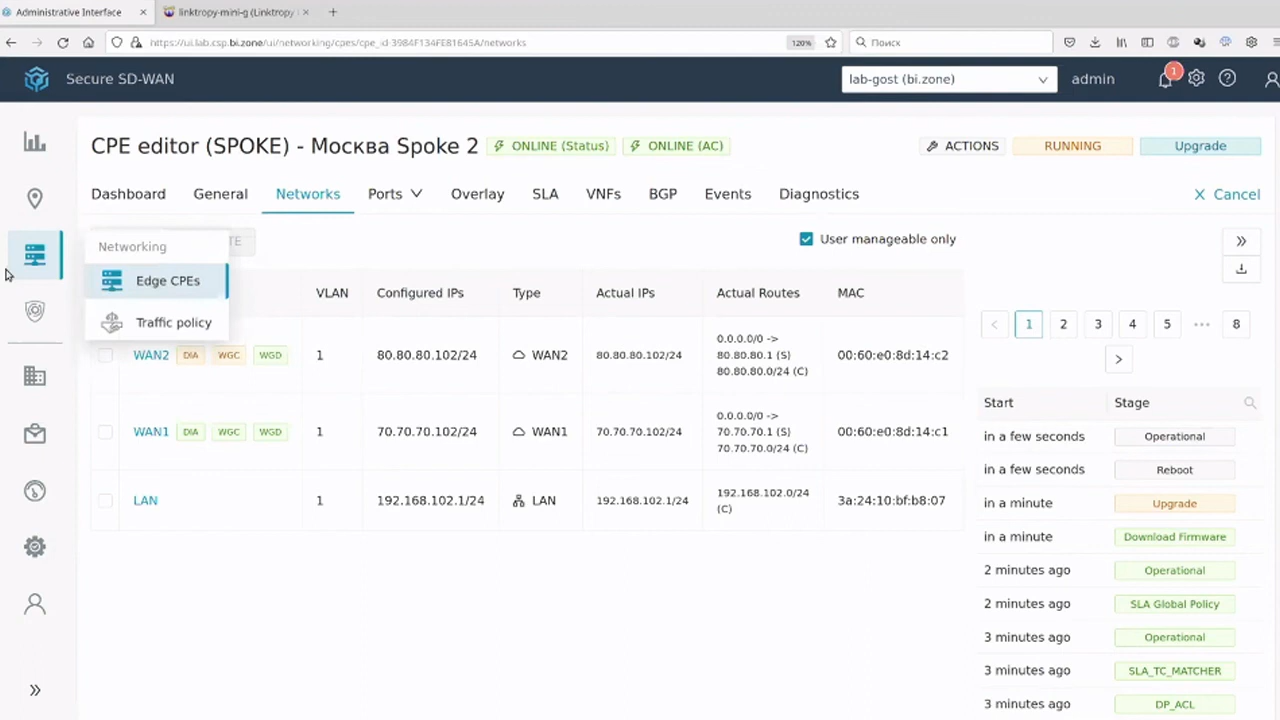 Administrative Interface
linktropy-mini-g (Linktropy
https://ui.lab.csp.bi.zone/ui/networking/cpes/cpe_id-3984F134FE81645A/networks
120%
Поиск
Secure SD-WAN
lab-gost (bi.zone)
admin
1
CPE editor (SPOKE) - Москва Spoke 2
ONLINE (Status)
ONLINE (AC)
ACTIONS
RUNNING
Upgrade
Dashboard
General
Networks
Ports
Overlay
SLA
VNFs
BGP
Events
Diagnostics
Cancel
Networking
Edge CPEs
Traffic policy
TE
User manageable only
VLAN
Configured IPs
Type
Actual IPs
Actual Routes
MAC
WAN2 DIA WGC WGD
1
80.80.80.102/24
WAN2
80.80.80.102/24
0.0.0.0/0 ->
80.80.80.1 (S)
80.80.80.0/24 (C)
00:60:e0:8d:14:c2
WAN1 DIA WGC WGD
1
70.70.70.102/24
WAN1
70.70.70.102/24
0.0.0.0/0 ->
70.70.70.1 (S)
70.70.70.0/24 (C)
00:60:e0:8d:14:c1
LAN
1
192.168.102.1/24
LAN
192.168.102.1/24
192.168.102.0/24
(C)
3a:24:10:bf:b8:07
1 2 3 4 5 ••• 8
Start Stage
in a few seconds Operational
in a few seconds Reboot
in a minute Upgrade
in a minute Download Firmware
2 minutes ago Operational
2 minutes ago SLA Global Policy
3 minutes ago Operational
3 minutes ago SLA_TC_MATCHER
3 minutes ago DP_ACL